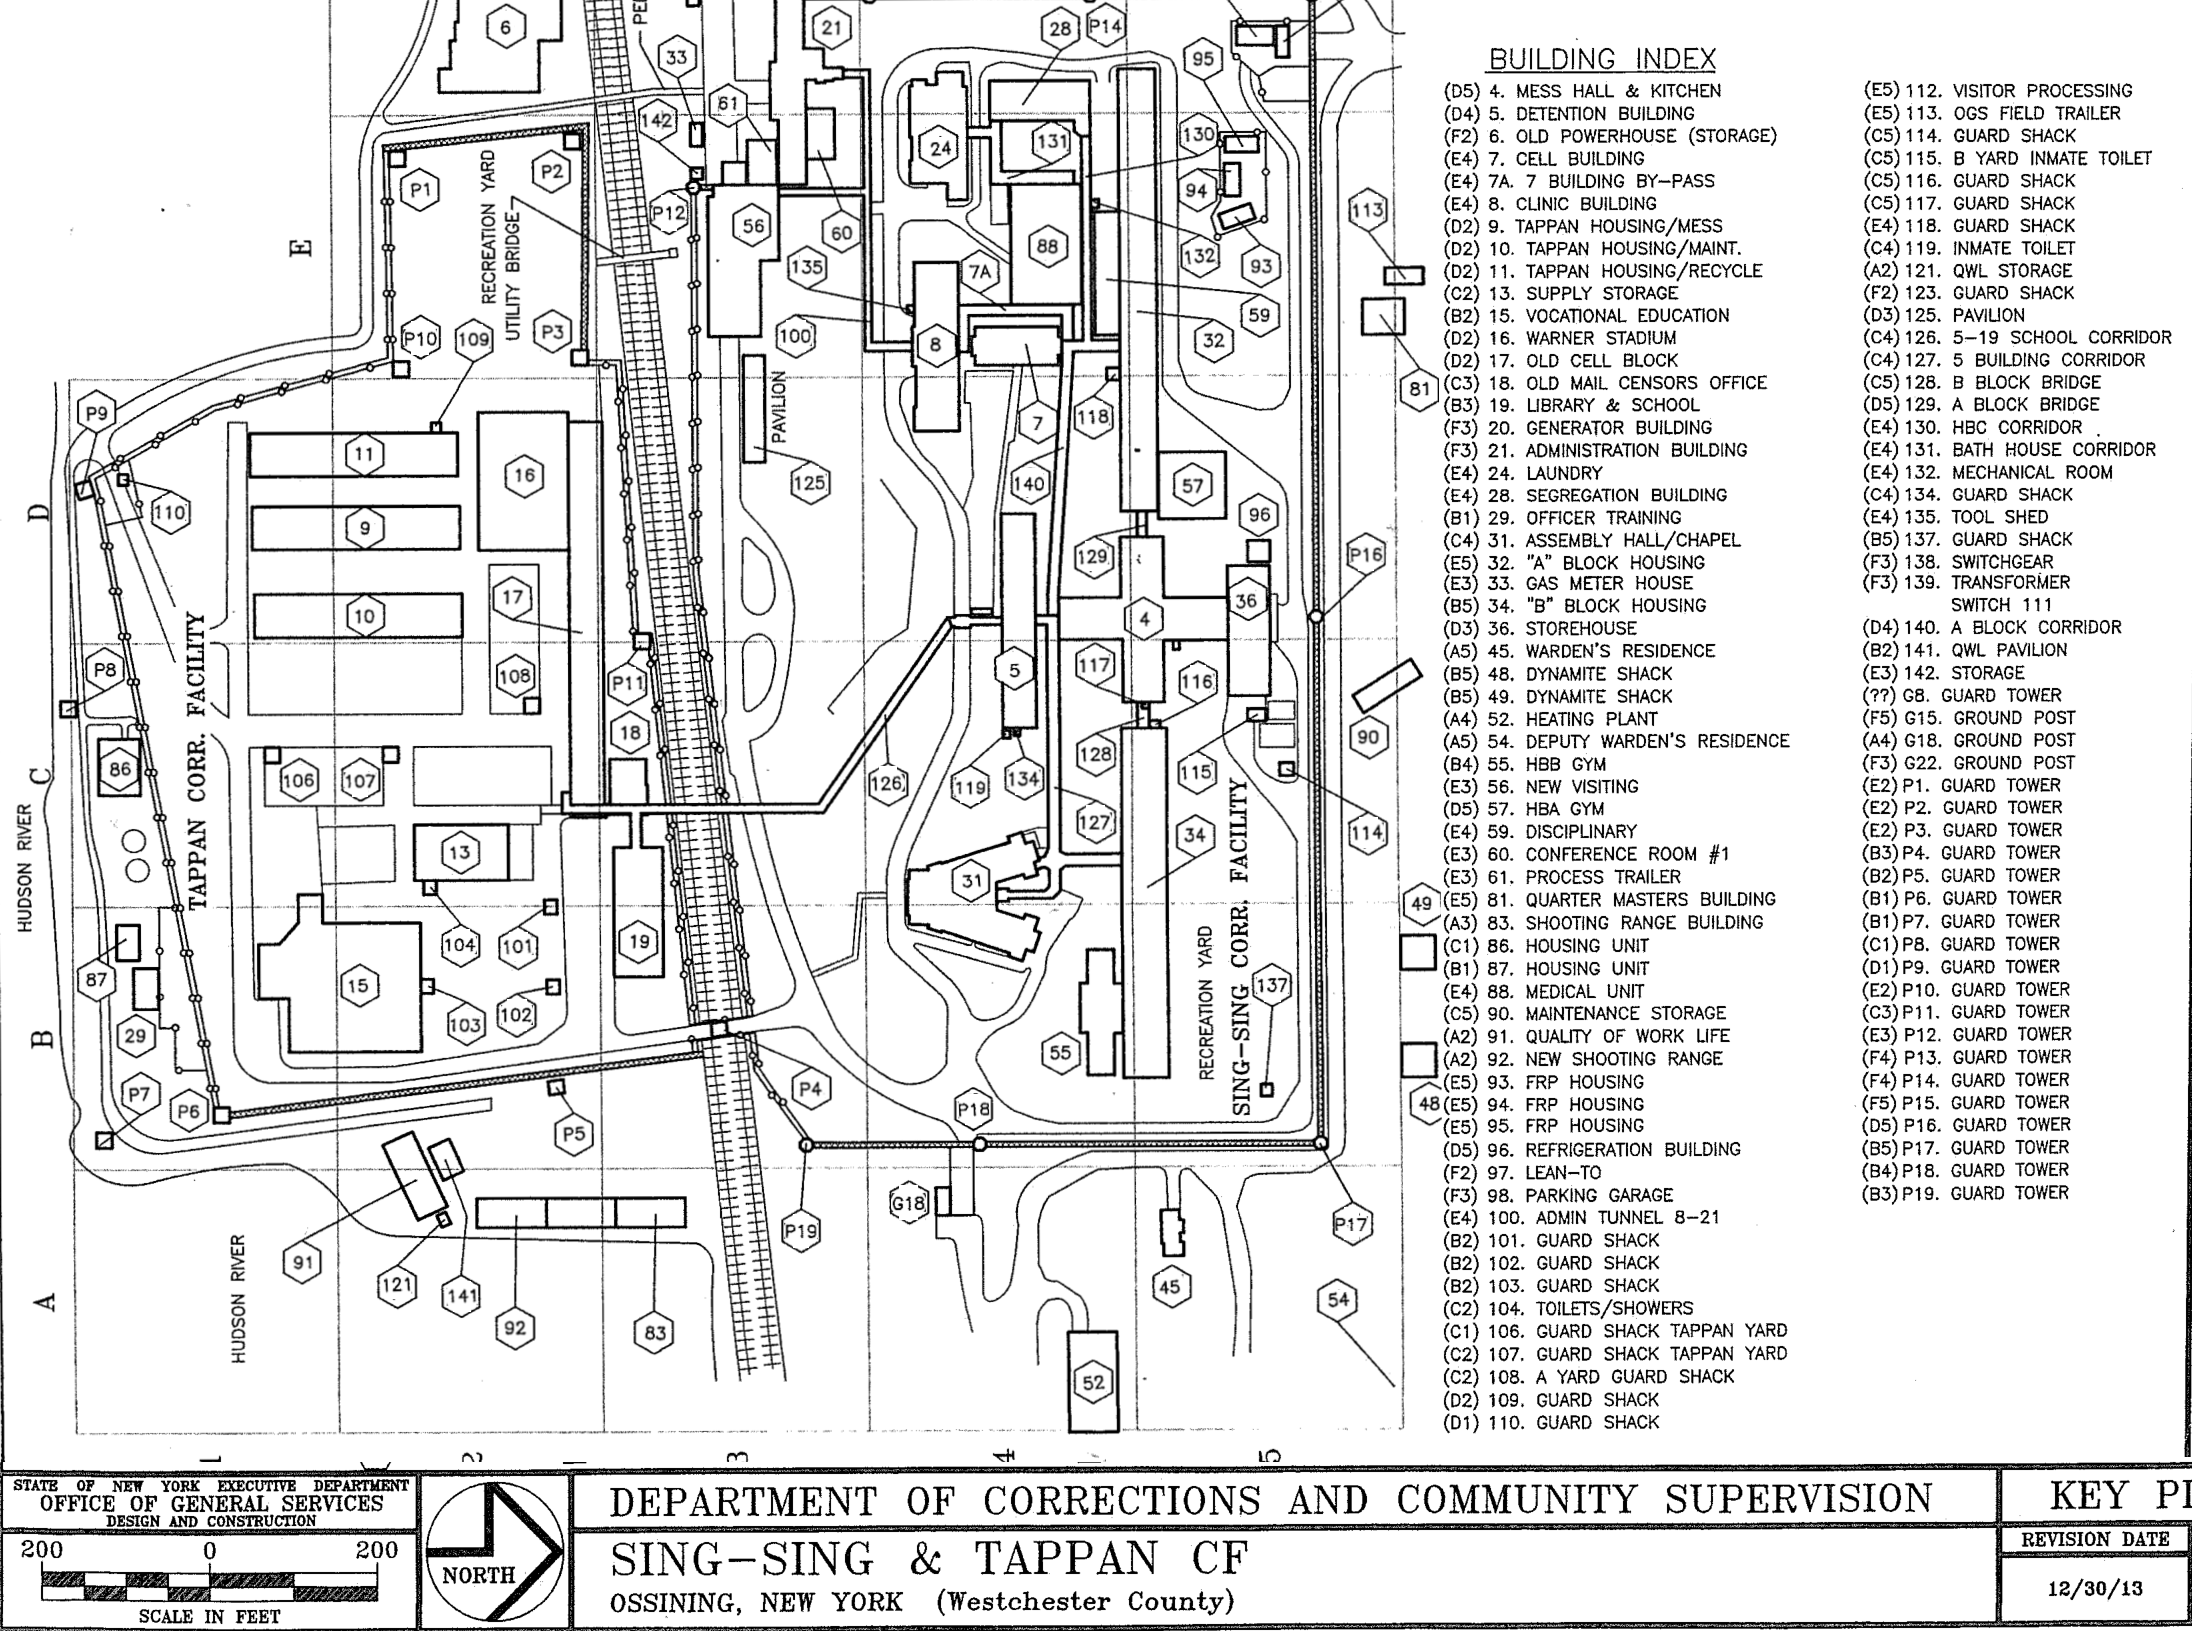 6
21
28
P14
33
95
142
61
24
131
130
P1
P2
RECREATION YARD
UTILITY BRIDGE
P12
56
60
88
94
132
93
113
E
135
7A
P10
109
P3
100
8
59
32
81
P9
11
16
PAVILION
125
7
118
140
57
96
D
110
9
129
P16
10
17
4
36
P8
108
P11
5
117
116
TAPPAN CORR. FACILITY
18
90
86
106
107
126
119
134
128
115
C
HUDSON RIVER
13
127
34
114
31
49
104
101
19
87
15
103
102
137
RECREATION YARD
SING-SING CORR. FACILITY
B
29
55
P7
P6
P5
P4
P18
48
G18
P19
P17
91
121
141
92
83
45
54
A
HUDSON RIVER
52
1
2
3
4
5
BUILDING INDEX
(D5) 4. MESS HALL & KITCHEN
(D4) 5. DETENTION BUILDING
(F2) 6. OLD POWERHOUSE (STORAGE)
(E4) 7. CELL BUILDING
(E4) 7A. 7 BUILDING BY-PASS
(E4) 8. CLINIC BUILDING
(D2) 9. TAPPAN HOUSING/MESS
(D2) 10. TAPPAN HOUSING/MAINT.
(D2) 11. TAPPAN HOUSING/RECYCLE
(C2) 13. SUPPLY STORAGE
(B2) 15. VOCATIONAL EDUCATION
(D2) 16. WARNER STADIUM
(D2) 17. OLD CELL BLOCK
(C3) 18. OLD MAIL CENSORS OFFICE
(B3) 19. LIBRARY & SCHOOL
(F3) 20. GENERATOR BUILDING
(F3) 21. ADMINISTRATION BUILDING
(E4) 24. LAUNDRY
(E4) 28. SEGREGATION BUILDING
(B1) 29. OFFICER TRAINING
(C4) 31. ASSEMBLY HALL/CHAPEL
(E5) 32. "A" BLOCK HOUSING
(E3) 33. GAS METER HOUSE
(B5) 34. "B" BLOCK HOUSING
(D3) 36. STOREHOUSE
(A5) 45. WARDEN'S RESIDENCE
(B5) 48. DYNAMITE SHACK
(B5) 49. DYNAMITE SHACK
(A4) 52. HEATING PLANT
(A5) 54. DEPUTY WARDEN'S RESIDENCE
(B4) 55. HBB GYM
(E3) 56. NEW VISITING
(D5) 57. HBA GYM
(E4) 59. DISCIPLINARY
(E3) 60. CONFERENCE ROOM #1
(E3) 61. PROCESS TRAILER
(E5) 81. QUARTER MASTERS BUILDING
(A3) 83. SHOOTING RANGE BUILDING
(C1) 86. HOUSING UNIT
(B1) 87. HOUSING UNIT
(E4) 88. MEDICAL UNIT
(C5) 90. MAINTENANCE STORAGE
(A2) 91. QUALITY OF WORK LIFE
(A2) 92. NEW SHOOTING RANGE
(E5) 93. FRP HOUSING
(E5) 94. FRP HOUSING
(E5) 95. FRP HOUSING
(D5) 96. REFRIGERATION BUILDING
(F2) 97. LEAN-TO
(F3) 98. PARKING GARAGE
(E4) 100. ADMIN TUNNEL 8-21
(B2) 101. GUARD SHACK
(B2) 102. GUARD SHACK
(B2) 103. GUARD SHACK
(C2) 104. TOILETS/SHOWERS
(C1) 106. GUARD SHACK TAPPAN YARD
(C2) 107. GUARD SHACK TAPPAN YARD
(C2) 108. A YARD GUARD SHACK
(D2) 109. GUARD SHACK
(D1) 110. GUARD SHACK
(E5) 112. VISITOR PROCESSING
(E5) 113. OGS FIELD TRAILER
(C5) 114. GUARD SHACK
(C5) 115. B YARD INMATE TOILET
(C5) 116. GUARD SHACK
(C5) 117. GUARD SHACK
(E4) 118. GUARD SHACK
(C4) 119. INMATE TOILET
(A2) 121. QWL STORAGE
(F2) 123. GUARD SHACK
(D3) 125. PAVILION
(C4) 126. 5-19 SCHOOL CORRIDOR
(C4) 127. 5 BUILDING CORRIDOR
(C5) 128. B BLOCK BRIDGE
(D5) 129. A BLOCK BRIDGE
(E4) 130. HBC CORRIDOR
(E4) 131. BATH HOUSE CORRIDOR
(E4) 132. MECHANICAL ROOM
(C4) 134. GUARD SHACK
(E4) 135. TOOL SHED
(B5) 137. GUARD SHACK
(F3) 138. SWITCHGEAR
(F3) 139. TRANSFORMER
SWITCH 111
(D4) 140. A BLOCK CORRIDOR
(B2) 141. QWL PAVILION
(E3) 142. STORAGE
(??) G8. GUARD TOWER
(F5) G15. GROUND POST
(A4) G18. GROUND POST
(F3) G22. GROUND POST
(E2) P1. GUARD TOWER
(E2) P2. GUARD TOWER
(E2) P3. GUARD TOWER
(B3) P4. GUARD TOWER
(B2) P5. GUARD TOWER
(B1) P6. GUARD TOWER
(B1) P7. GUARD TOWER
(C1) P8. GUARD TOWER
(D1) P9. GUARD TOWER
(E2) P10. GUARD TOWER
(C3) P11. GUARD TOWER
(E3) P12. GUARD TOWER
(F4) P13. GUARD TOWER
(F4) P14. GUARD TOWER
(F5) P15. GUARD TOWER
(D5) P16. GUARD TOWER
(B5) P17. GUARD TOWER
(B4) P18. GUARD TOWER
(B3) P19. GUARD TOWER
STATE OF NEW YORK EXECUTIVE DEPARTMENT
OFFICE OF GENERAL SERVICES
DESIGN AND CONSTRUCTION
200 0 200
SCALE IN FEET
NORTH
DEPARTMENT OF CORRECTIONS AND COMMUNITY SUPERVISION
SING-SING & TAPPAN CF
OSSINING, NEW YORK (Westchester County)
KEY
REVISION DATE
12/30/13